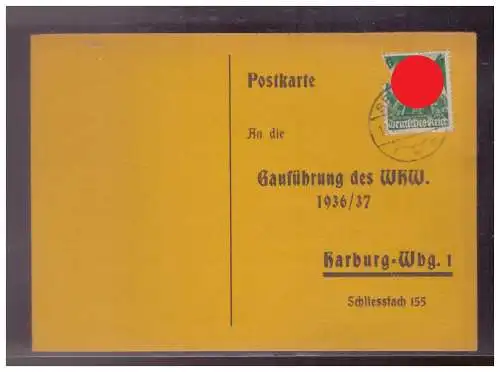 Postkarte
Deutsches Reich
An die
Gauführung des WHW.
1936/37
Harburg-Wbg. 1
Schliessfach 155